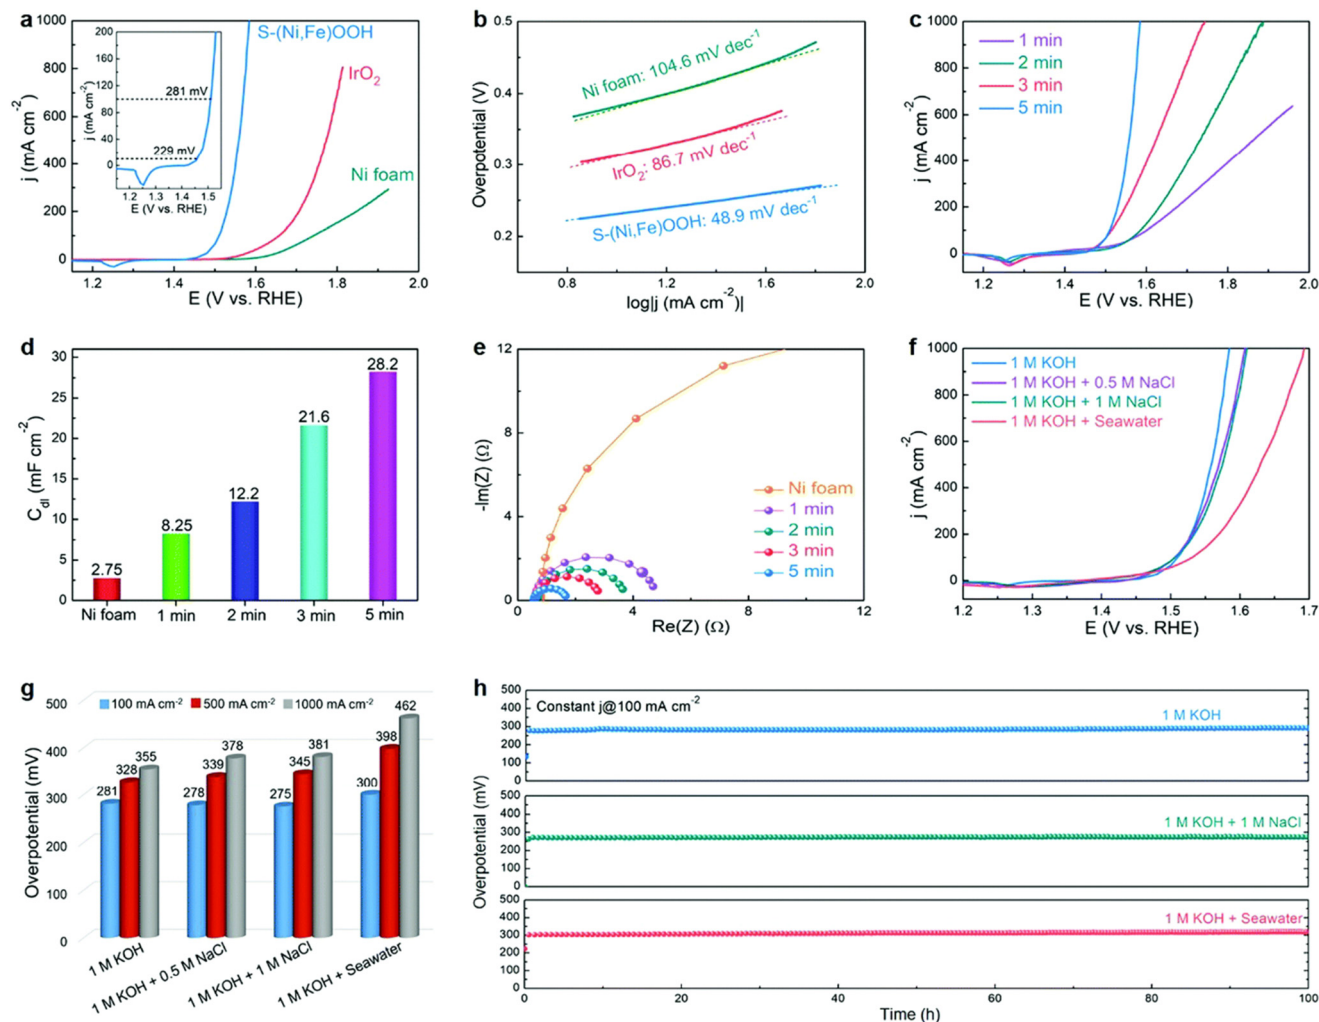 a
j (mA cm-2)
1000
800
600
400
200
0
1.2
1.4
1.6
1.8
2.0
E (V vs. RHE)
S-(Ni,Fe)OOH
IrO2
Ni foam
j (mA cm-2)
200
160
120
80
40
0
281 mV
229 mV
1.2
1.3
1.4
1.5
E (V vs. RHE)
b
Overpotential (V)
0.5
0.4
0.3
0.2
Ni foam: 104.6 mV dec-1
IrO2: 86.7 mV dec-1
S-(Ni,Fe)OOH: 48.9 mV dec-1
0.4
0.8
1.2
1.6
2.0
log|j (mA cm-2)|
c
j (mA cm-2)
1000
800
600
400
200
0
1 min
2 min
3 min
5 min
1.2
1.4
1.6
1.8
2.0
E (V vs. RHE)
d
Cdl (mF cm-2)
30
25
20
15
10
5
0
2.75
8.25
12.2
21.6
28.2
Ni foam
1 min
2 min
3 min
5 min
e
-Im(Z) (Ω)
12
8
4
0
Ni foam
1 min
2 min
3 min
5 min
0
4
8
12
Re(Z) (Ω)
f
j (mA cm-2)
1000
800
600
400
200
0
1 M KOH
1 M KOH + 0.5 M NaCl
1 M KOH + 1 M NaCl
1 M KOH + Seawater
1.2
1.3
1.4
1.5
1.6
1.7
E (V vs. RHE)
g
Overpotential (mV)
500
400
300
200
100
0
100 mA cm-2
500 mA cm-2
1000 mA cm-2
281
328
355
278
339
378
275
345
381
300
398
462
1 M KOH
1 M KOH + 0.5 M NaCl
1 M KOH + 1 M NaCl
1 M KOH + Seawater
h
Overpotential (mV)
500
400
300
200
100
0
Constant j@100 mA cm-2
1 M KOH
500
400
300
200
100
0
1 M KOH + 1 M NaCl
500
400
300
200
100
0
1 M KOH + Seawater
0
20
40
60
80
100
Time (h)